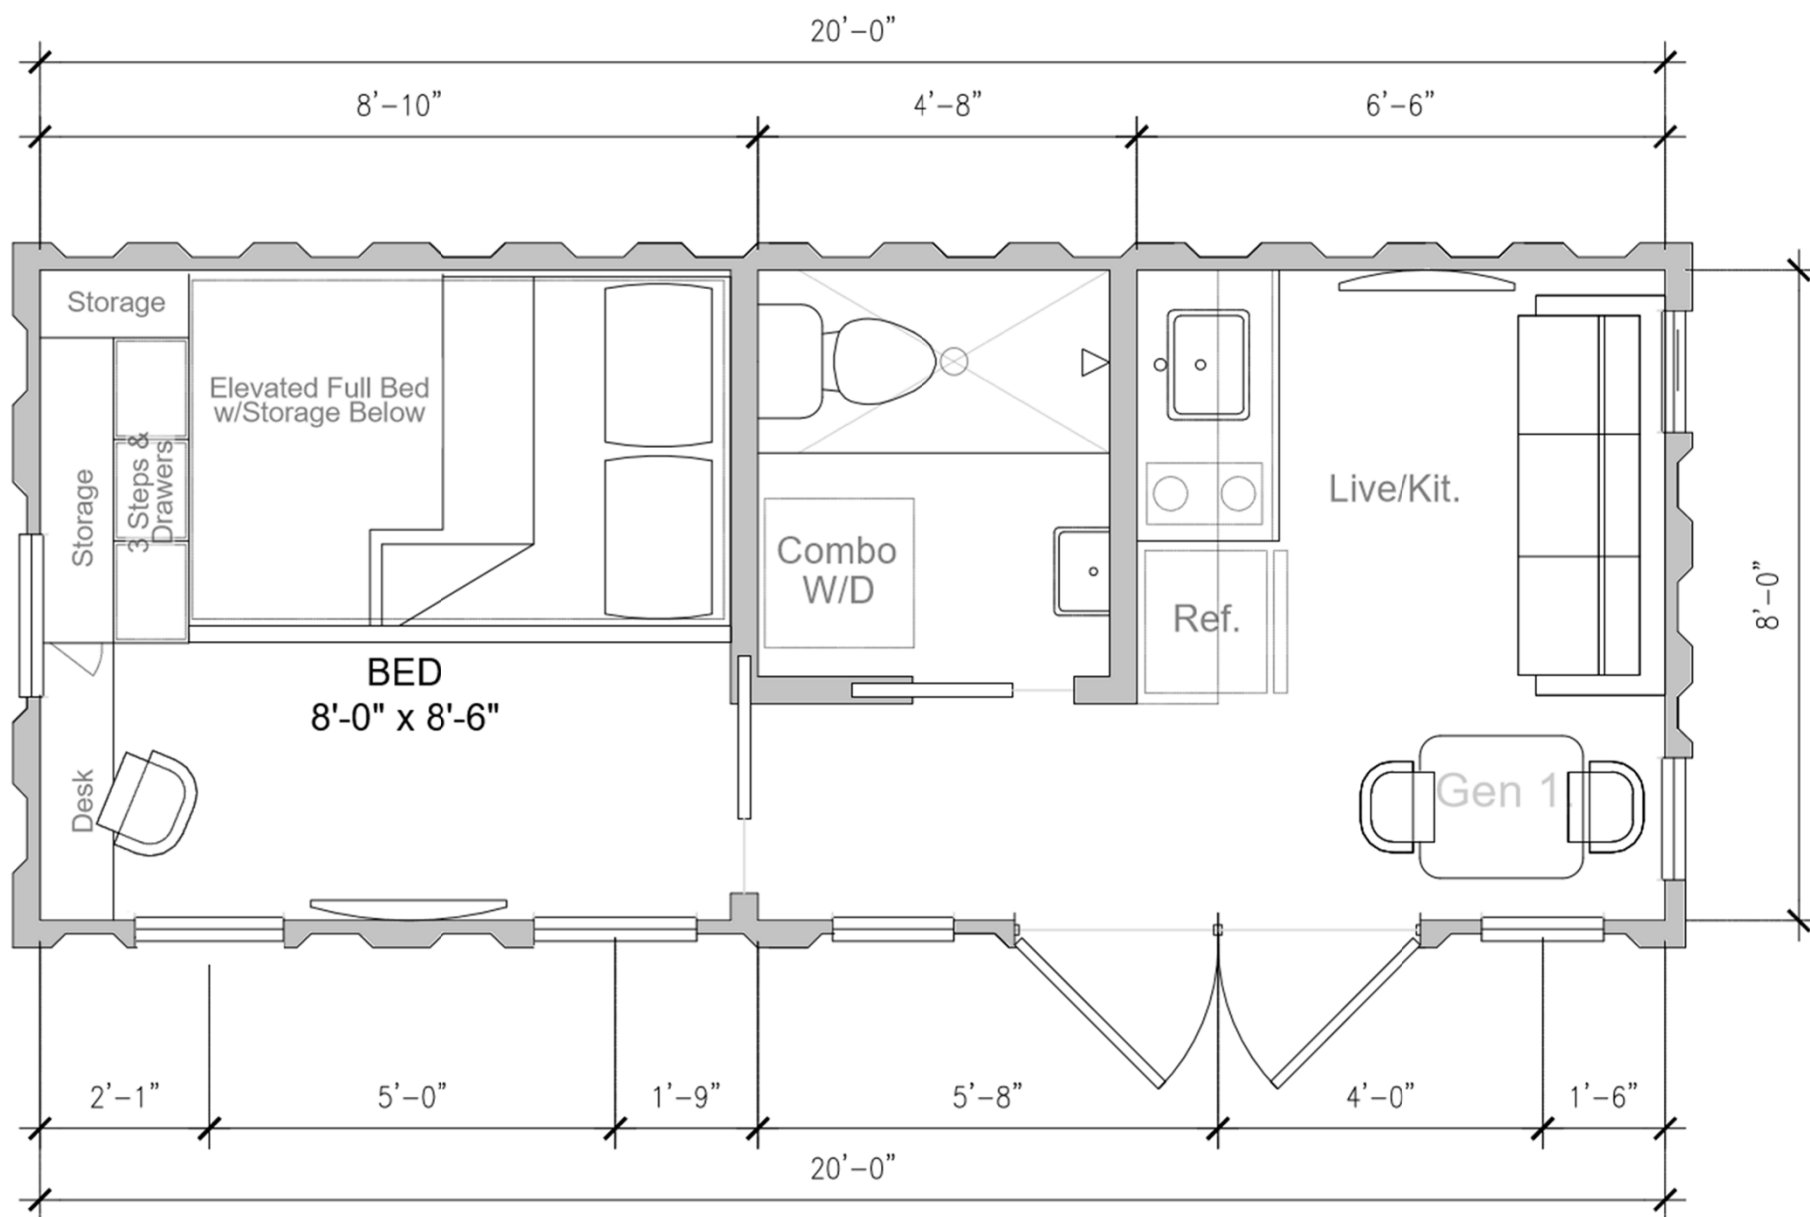 20'-0"
8'-10"
4'-8"
6'-6"
Storage
Elevated Full Bed
w/Storage Below
3 Steps &
Drawers
Storage
Combo
W/D
Live/Kit.
Ref.
8'-0"
BED
8'-0" x 8'-6"
Desk
Gen 1.
2'-1"
5'-0"
1'-9"
5'-8"
4'-0"
1'-6"
20'-0"